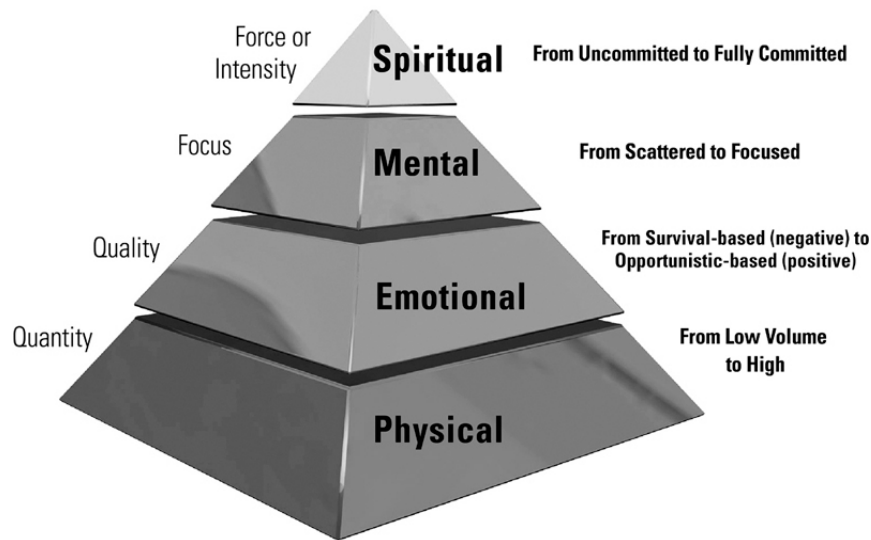 Force or
Intensity
Spiritual
From Uncommitted to Fully Committed
Focus
Mental
From Scattered to Focused
Quality
Emotional
From Survival-based (negative) to
Opportunistic-based (positive)
Quantity
Physical
From Low Volume
to High